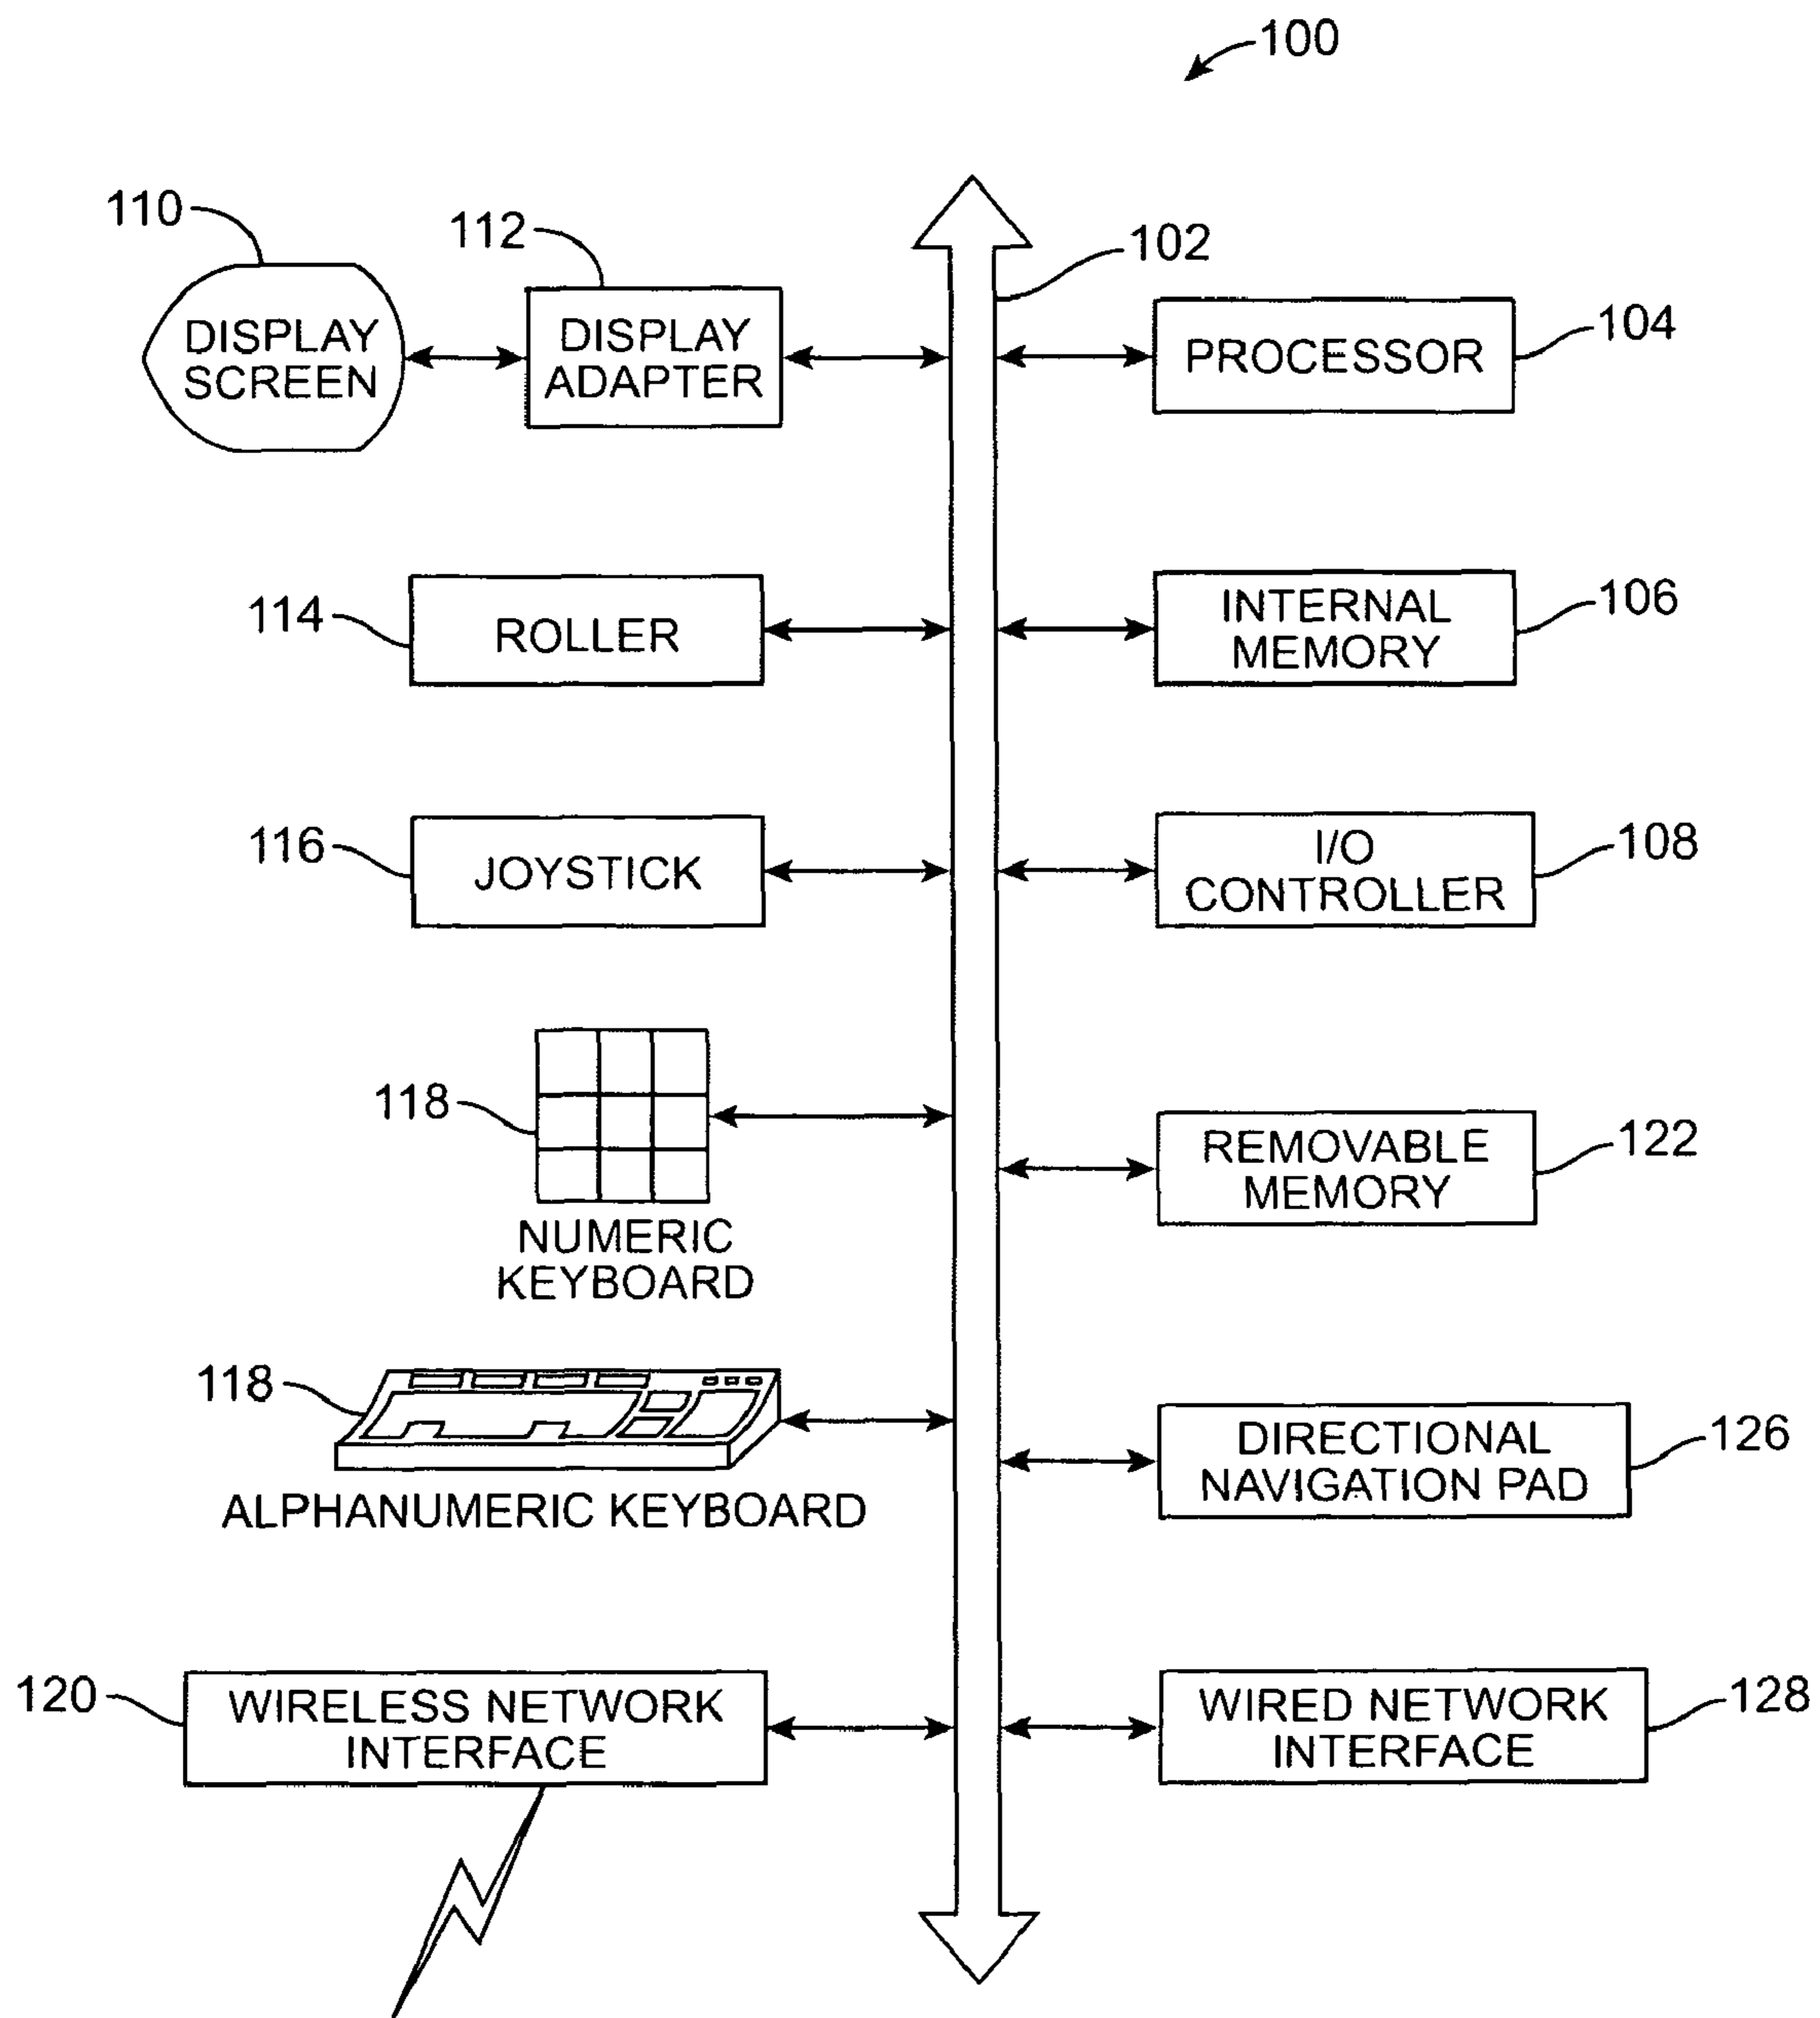 100
110
112
102
DISPLAY
SCREEN
DISPLAY
ADAPTER
PROCESSOR
104
114
ROLLER
INTERNAL
MEMORY
106
116
JOYSTICK
I/O
CONTROLLER
108
118
NUMERIC
KEYBOARD
REMOVABLE
MEMORY
122
118
ALPHANUMERIC KEYBOARD
DIRECTIONAL
NAVIGATION PAD
126
120
WIRELESS NETWORK
INTERFACE
WIRED NETWORK
INTERFACE
128